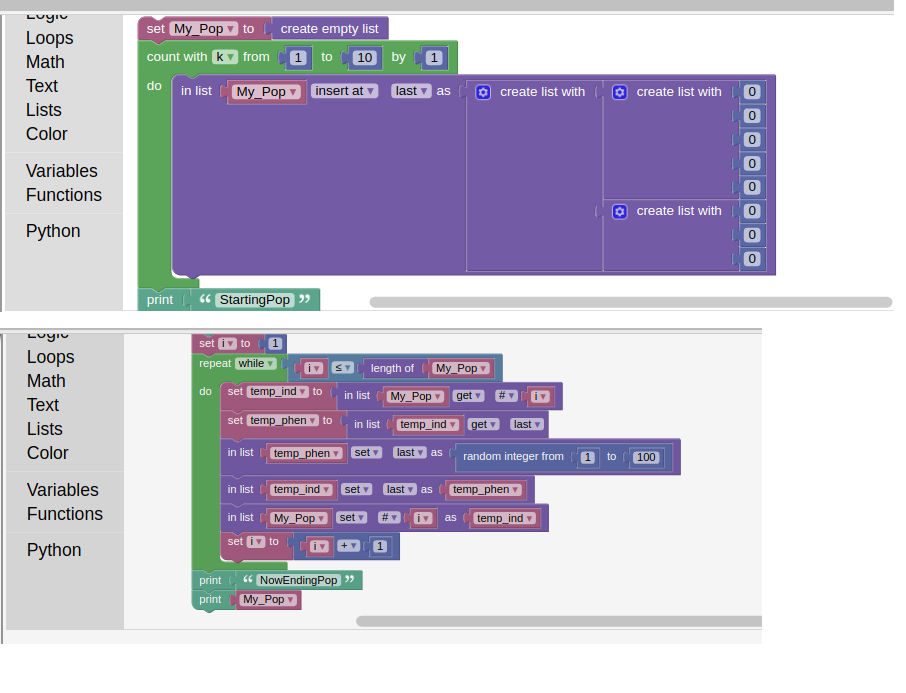 Logic
Loops
Math
Text
Lists
Color
Variables
Functions
Python
set My_Pop to create empty list
count with k from 1 to 10 by 1
do in list My_Pop insert at last as create list with create list with 0
0
0
0
0
create list with 0
0
0
print “ StartingPop ”
Logic
Loops
Math
Text
Lists
Color
Variables
Functions
Python
set i to 1
repeat while i ≤ length of My_Pop
do set temp_ind to in list My_Pop get # i
set temp_phen to in list temp_ind get last
in list temp_phen set last as random integer from 1 to 100
in list temp_ind set last as temp_phen
in list My_Pop set # i as temp_ind
set i to i + 1
print “ NowEndingPop ”
print My_Pop